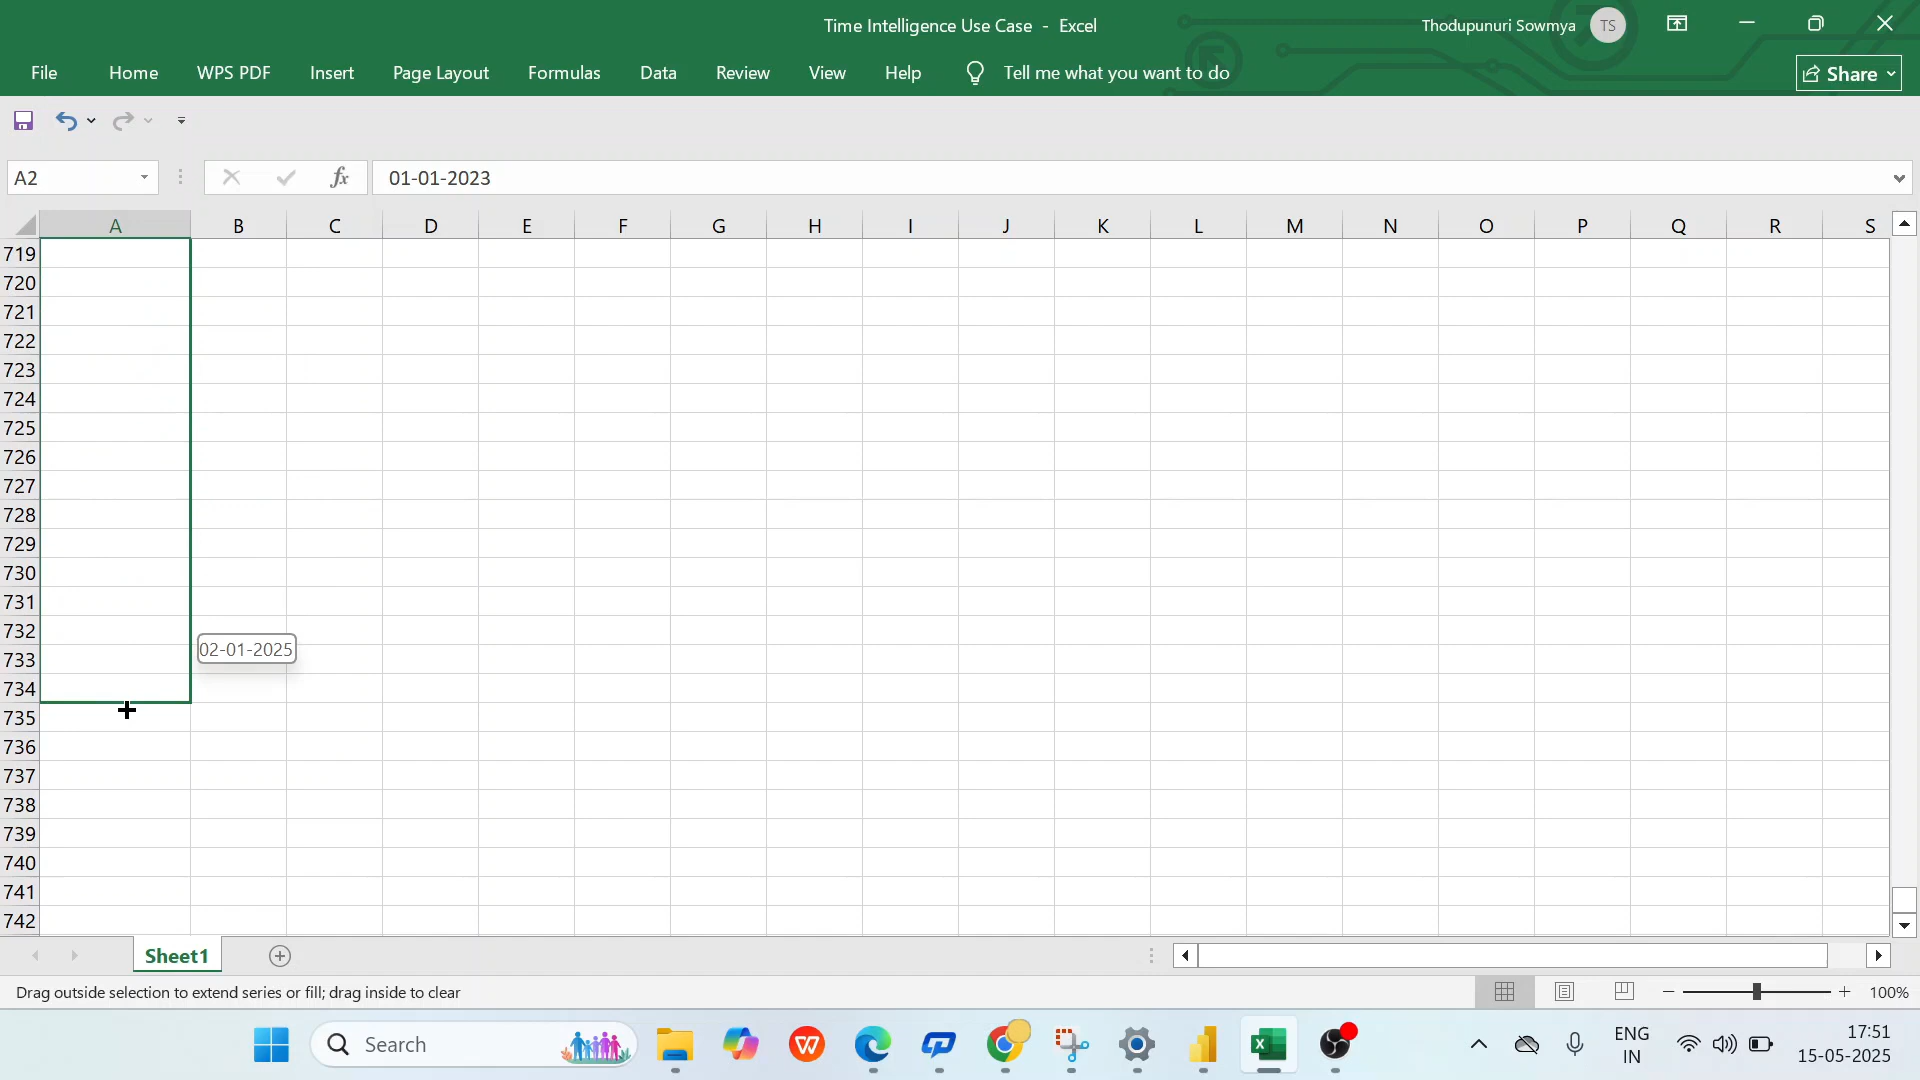 Time Intelligence Use Case - Excel
Thodupunuri Sowmya TS
File Home WPS PDF Insert Page Layout Formulas Data Review View Help Tell me what you want to do Share
A2 fx 01-01-2023
A B C D E F G H I J K L M N O P Q R S
719
720
721
722
723
724
725
726
727
728
729
730
731
732
02-01-2025
733
734
735
736
737
738
739
740
741
742
Sheet1
Drag outside selection to extend series or fill; drag inside to clear 100%
Search
ENG 17:51
IN 15-05-2025